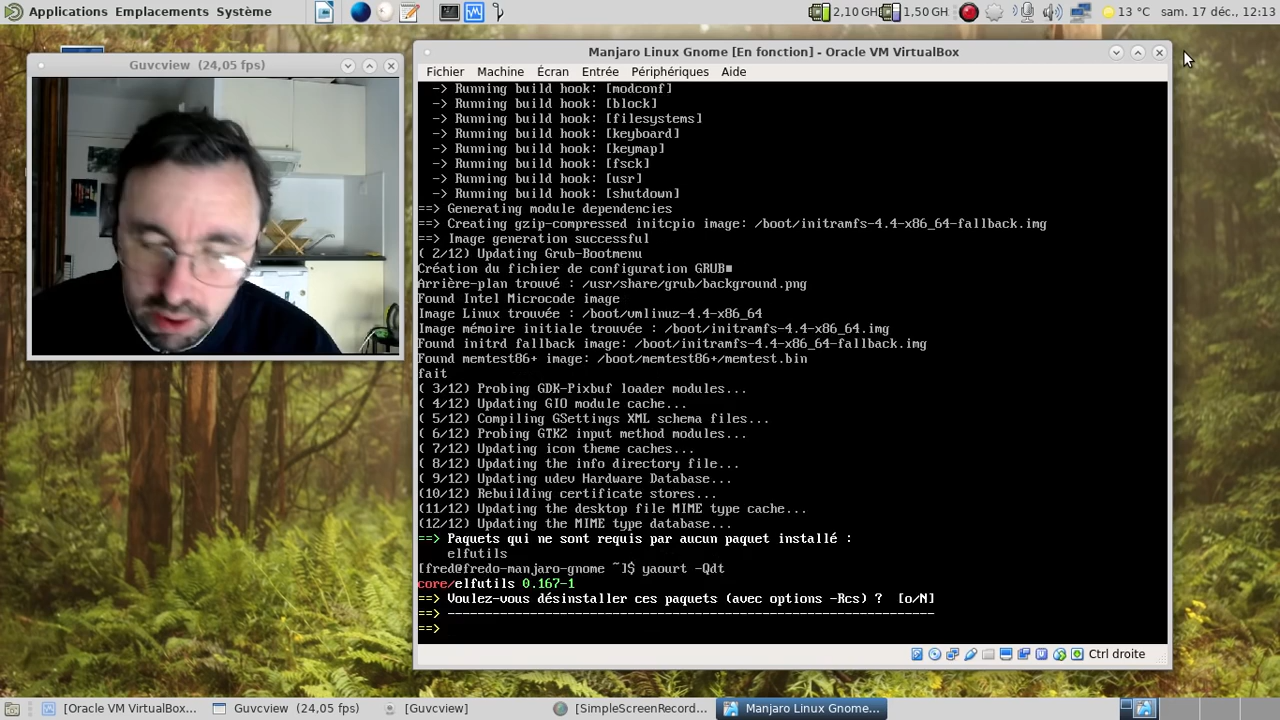 Applications Emplacements Système
2,10 GH 1,50 GH 13 °C sam. 17 déc., 12:13
Guvcview  (24,05 fps)
Manjaro Linux Gnome [En fonction] - Oracle VM VirtualBox
Fichier Machine Écran Entrée Périphériques Aide
-> Running build hook: [modconf]
-> Running build hook: [block]
-> Running build hook: [filesystems]
-> Running build hook: [keyboard]
-> Running build hook: [keymap]
-> Running build hook: [fsck]
-> Running build hook: [usr]
-> Running build hook: [shutdown]
==> Generating module dependencies
==> Creating gzip-compressed initcpio image: /boot/initramfs-4.4-x86_64-fallback.img
==> Image generation successful
( 2/12) Updating Grub-Bootmenu
Création du fichier de configuration GRUB■
Arrière-plan trouvé : /usr/share/grub/background.png
Found Intel Microcode image
Image Linux trouvée : /boot/vmlinuz-4.4-x86_64
Image mémoire initiale trouvée : /boot/initramfs-4.4-x86_64.img
Found initrd fallback image: /boot/initramfs-4.4-x86_64-fallback.img
Found memtest86+ image: /boot/memtest86+/memtest.bin
fait
( 3/12) Probing GDK-Pixbuf loader modules...
( 4/12) Updating GIO module cache...
( 5/12) Compiling GSettings XML schema files...
( 6/12) Probing GTK2 input method modules...
( 7/12) Updating icon theme caches...
( 8/12) Updating the info directory file...
( 9/12) Updating udev Hardware Database...
(10/12) Rebuilding certificate stores...
(11/12) Updating the desktop file MIME type cache...
(12/12) Updating the MIME type database...
==> Paquets qui ne sont requis par aucun paquet installé :
elfutils
[fred@fredo-manjaro-gnome ~]$ yaourt -Qdt
core/elfutils 0.167-1
==> Voulez-vous désinstaller ces paquets (avec options -Rcs) ?  [o/N]
==> -----------------------------------------------------------------
==>
Ctrl droite
[Oracle VM VirtualBox... Guvcview  (24,05 fps) [Guvcview] [SimpleScreenRecord... Manjaro Linux Gnome...